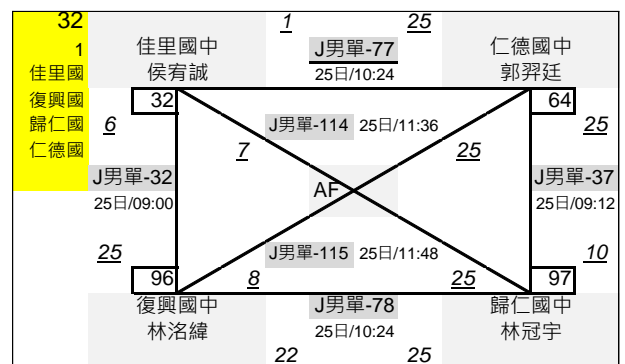 32 1 25
1 佳里國中 J男單-77 仁德國中
佳里國 侯宥誠 25日/10:24 郭羿廷
復興國 32 64
歸仁國 6 J男單-114 25日/11:36 25
仁德國 7 25
J男單-32 AF J男單-37
25日/09:00 25日/09:12
25 J男單-115 25日/11:48 10
96 8 25 97
復興國中 J男單-78 歸仁國中
林洺緯 25日/10:24 林冠宇
22 25